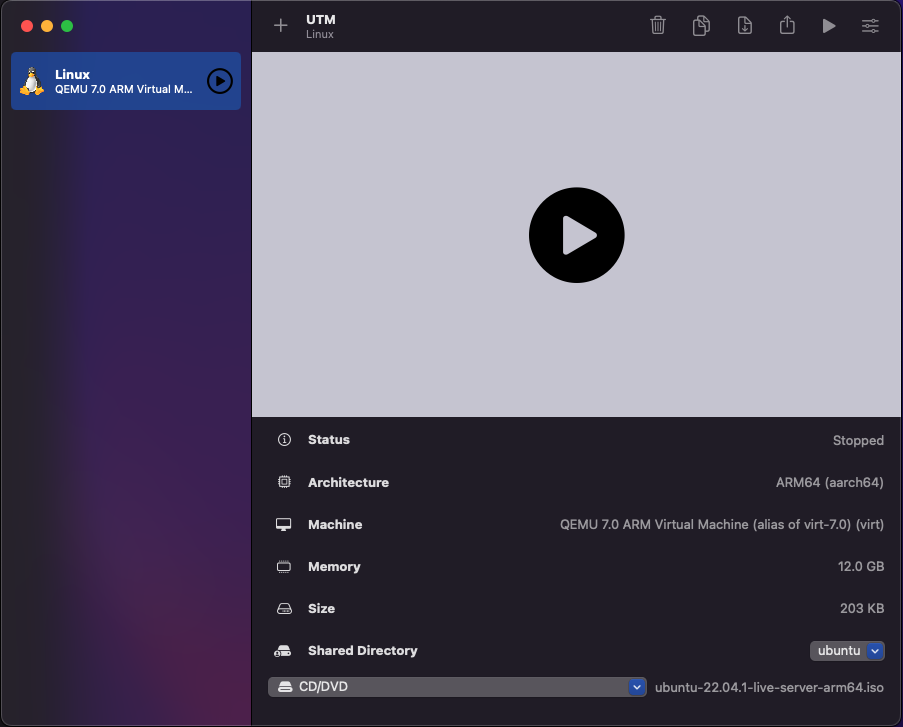 UTM
Linux
Linux
QEMU 7.0 ARM Virtual M...
Status
Stopped
Architecture
ARM64 (aarch64)
Machine
QEMU 7.0 ARM Virtual Machine (alias of virt-7.0) (virt)
Memory
12.0 GB
Size
203 KB
Shared Directory
ubuntu
CD/DVD
ubuntu-22.04.1-live-server-arm64.iso